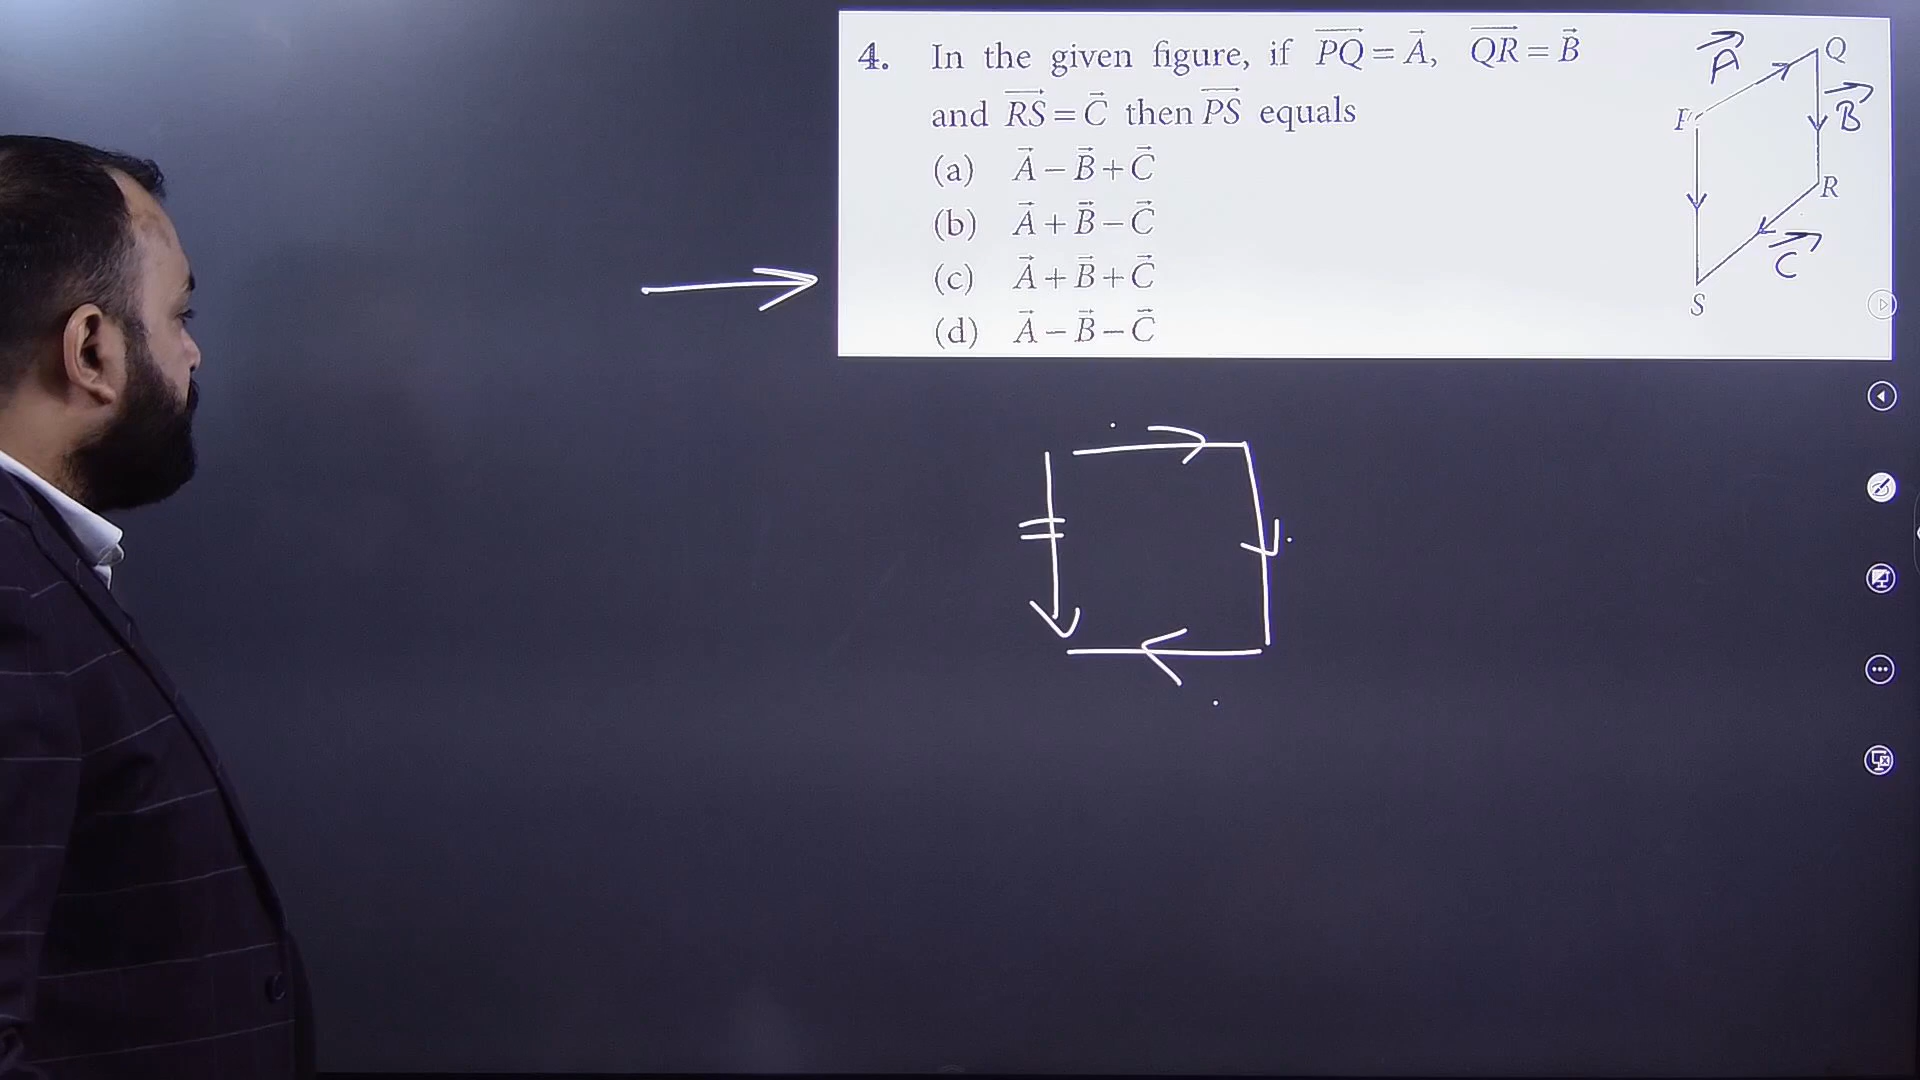 4. In the given figure, if $\overrightarrow{PQ} = \vec{A}$, $\overrightarrow{QR} = \vec{B}$
and $\overrightarrow{RS} = \vec{C}$ then $\overrightarrow{PS}$ equals
(a) $\vec{A} - \vec{B} + \vec{C}$
(b) $\vec{A} + \vec{B} - \vec{C}$
(c) $\vec{A} + \vec{B} + \vec{C}$
(d) $\vec{A} - \vec{B} - \vec{C}$
$\vec{A}$
Q
$\vec{B}$
P
R
$\vec{C}$
S